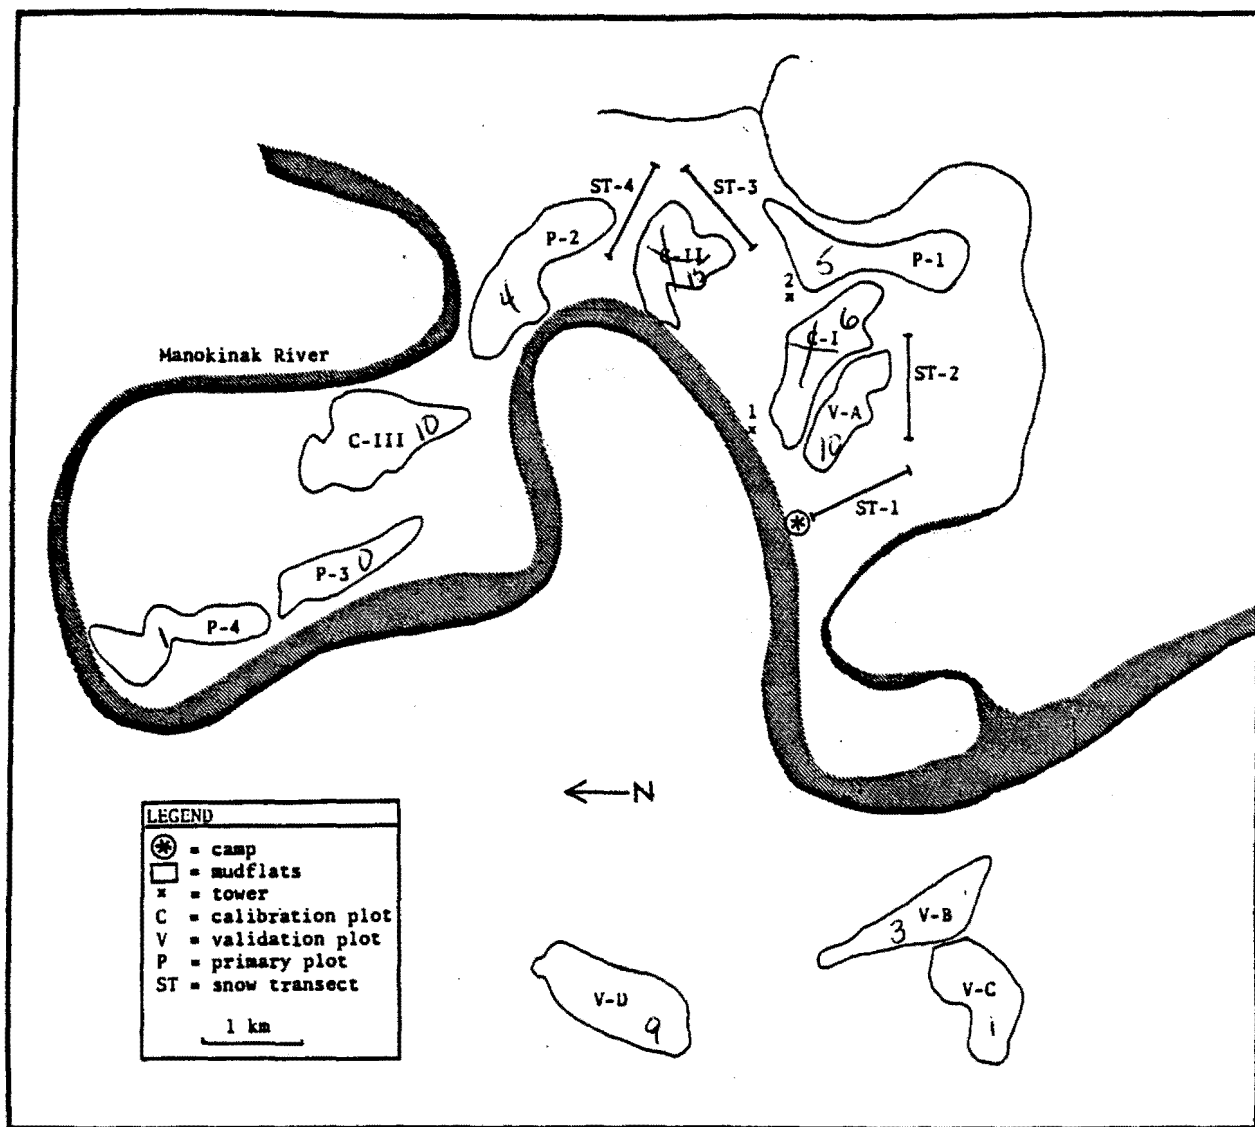 ST-4
ST-3
P-2
C-II
P-1
5
2
x
4
C-I
6
Manokinak River
ST-2
1
x
V-A
10
C-III 10
ST-1
P-3 0
1 P-4
←N
LEGEND
= camp
= mudflats
x = tower
C = calibration plot
V = validation plot
P = primary plot
ST = snow transect
1 km
V-B
3
V-C
1
V-D
9